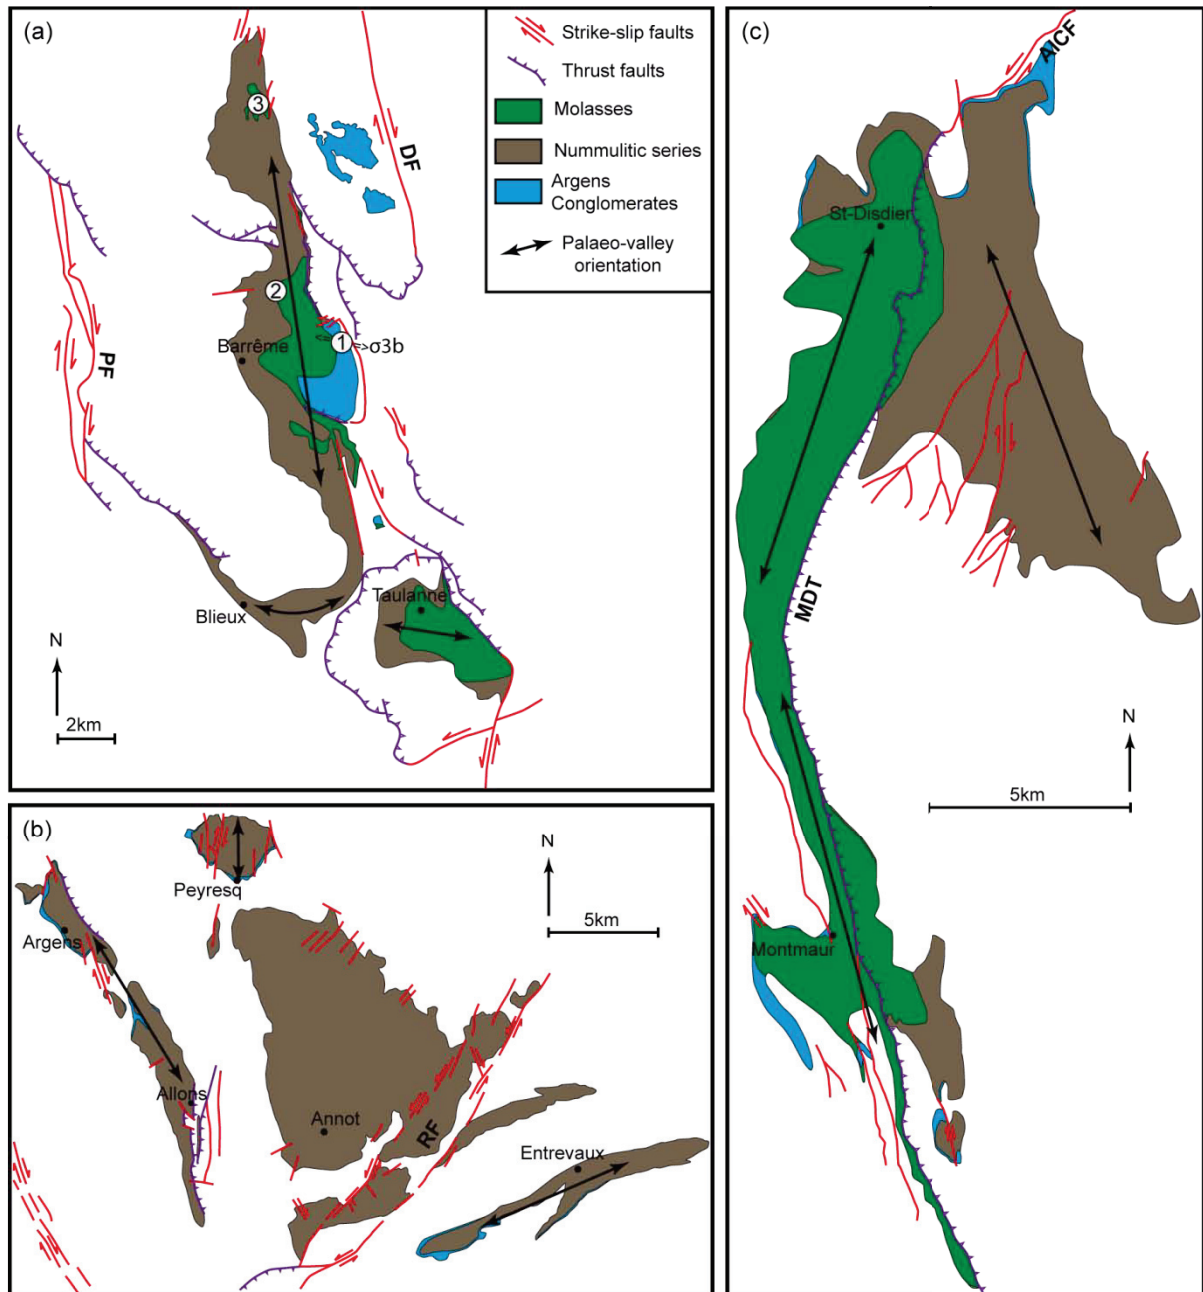 (a)
Strike-slip faults
Thrust faults
Molasses
Nummulitic series
Argens
Conglomerates
Palaeo-valley
orientation
3
DF
2
1
σ3b
Barrême
PF
Blieux
Taulanne
N
2km
(b)
N
5km
Peyresq
Argens
Allons
Annot
RF
Entrevaux
(c)
AICF
St-Disdier
MDT
N
5km
Montmaur